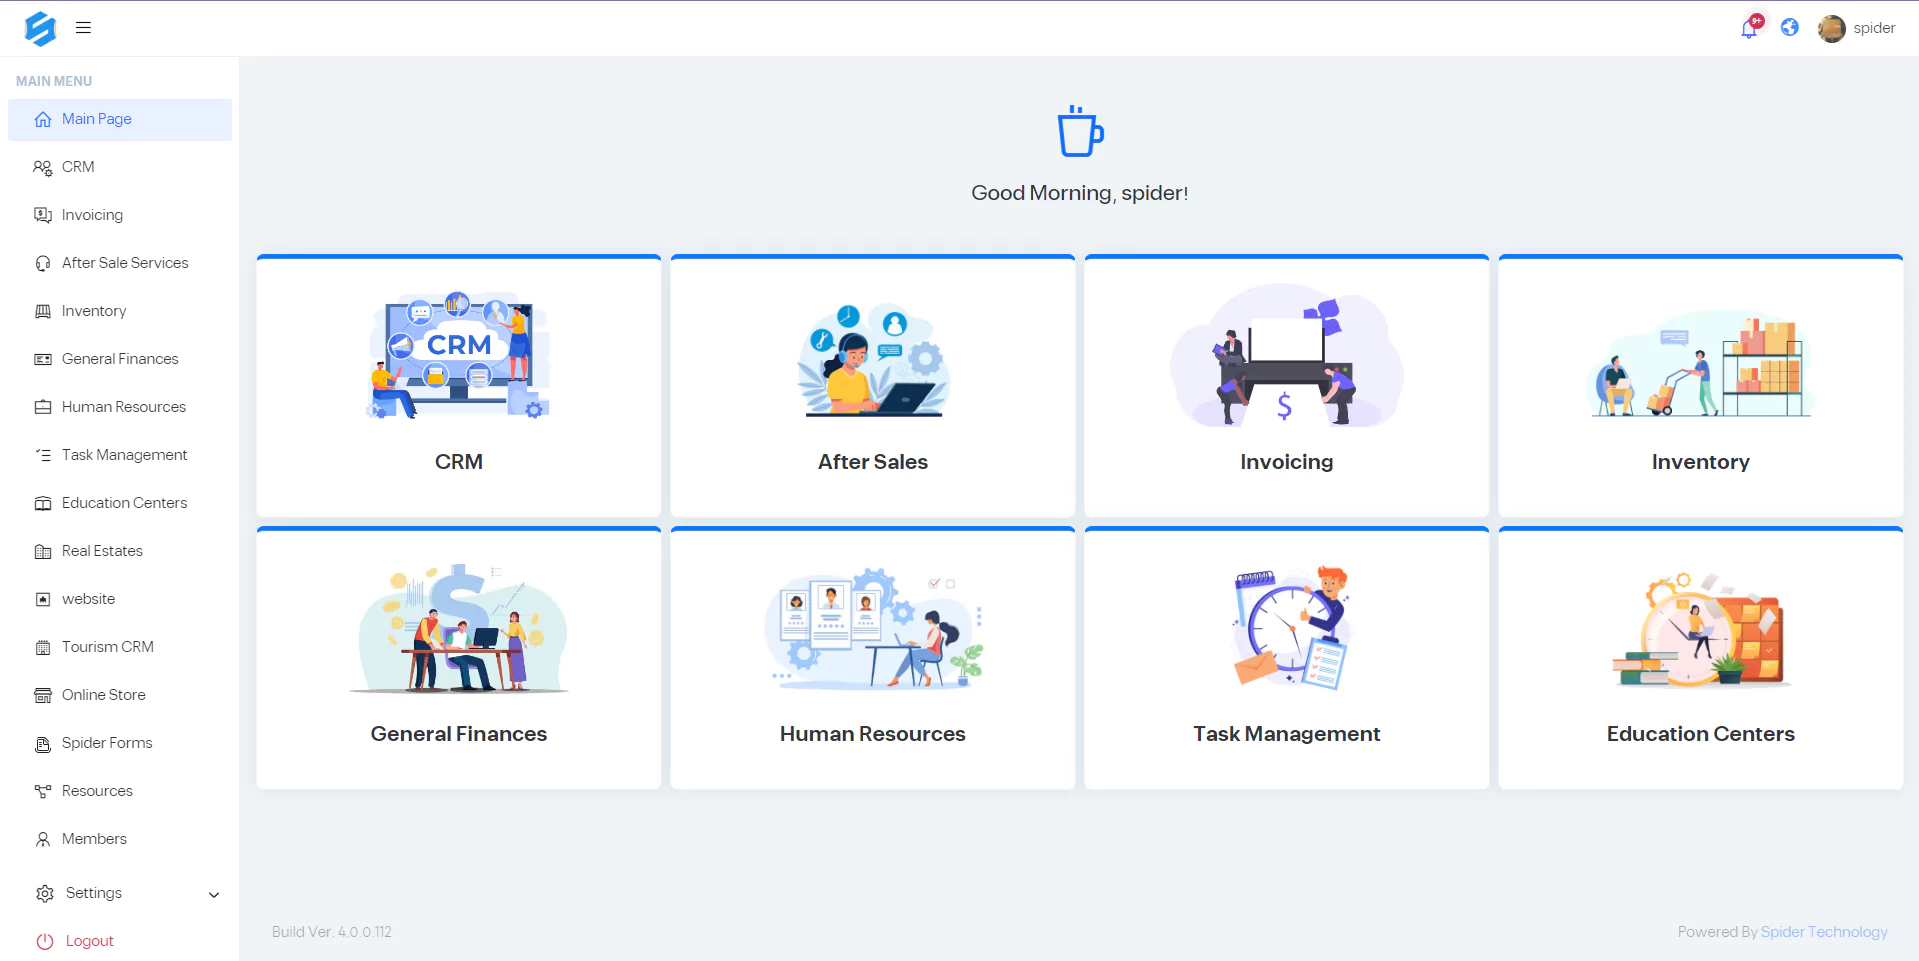 9+
spider
MAIN MENU
Main Page
CRM
Invoicing
After Sale Services
Inventory
General Finances
Human Resources
Task Management
Education Centers
Real Estates
website
Tourism CRM
Online Store
Spider Forms
Resources
Members
Settings
Logout
Good Morning, spider!
CRM
$
CRM
After Sales
Invoicing
Inventory
$
General Finances
Human Resources
Task Management
Education Centers
Build Ver. 4.0.0.112
Powered By Spider Technology